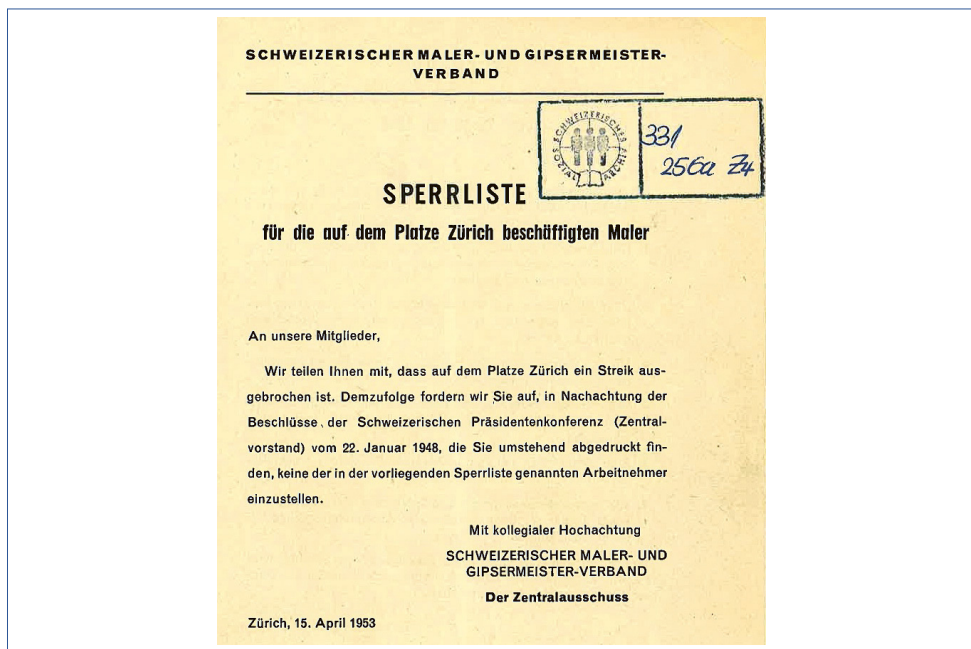 SCHWEIZERISCHER MALER- UND GIPSERMEISTER-
VERBAND
SCHWEIZERISCHES
SOZIAL ARCHIV
331
256a Z4
SPERRLISTE
für die auf dem Platze Zürich beschäftigten Maler
An unsere Mitglieder,
Wir teilen Ihnen mit, dass auf dem Platze Zürich ein Streik aus-
gebrochen ist. Demzufolge fordern wir Sie auf, in Nachachtung der
Beschlüsse der Schweizerischen Präsidentenkonferenz (Zentral-
vorstand) vom 22. Januar 1948, die Sie umstehend abgedruckt fin-
den, keine der in der vorliegenden Sperrliste genannten Arbeitnehmer
einzustellen.
Mit kollegialer Hochachtung
SCHWEIZERISCHER MALER- UND
GIPSERMEISTER-VERBAND
Der Zentralausschuss
Zürich, 15. April 1953